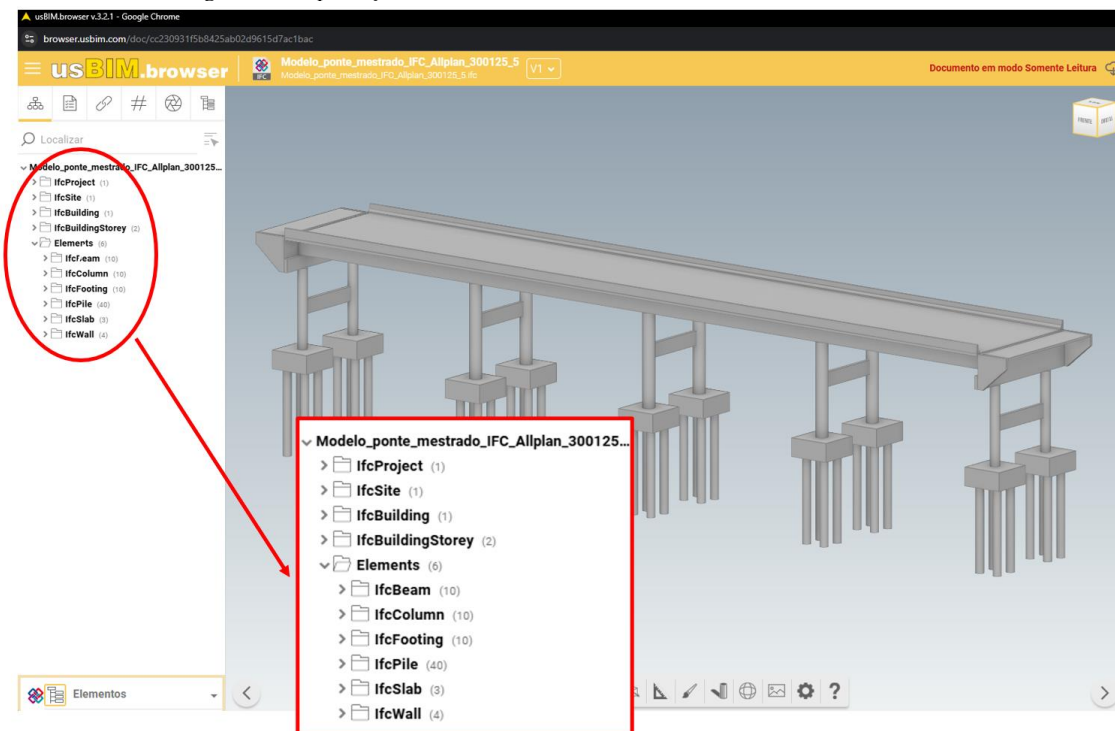 usBIM.browser v.3.2.1 - Google Chrome
browser.usbim.com/doc/cc230931f5b8425ab02d9615d7ac1bac
usBIM.browser
IFC
Modelo_ponte_mestrado_IFC_Allplan_300125_5
Modelo_ponte_mestrado_IFC_Allplan_300125_5.ifc
V1
Documento em modo Somente Leitura
Localizar
Modelo_ponte_mestrado_IFC_Allplan_300125...
IfcProject (1)
IfcSite (1)
IfcBuilding (1)
IfcBuildingStorey (2)
Elements (6)
IfcBeam (10)
IfcColumn (10)
IfcFooting (10)
IfcPile (40)
IfcSlab (3)
IfcWall (4)
Modelo_ponte_mestrado_IFC_Allplan_300125...
IfcProject (1)
IfcSite (1)
IfcBuilding (1)
IfcBuildingStorey (2)
Elements (6)
IfcBeam (10)
IfcColumn (10)
IfcFooting (10)
IfcPile (40)
IfcSlab (3)
IfcWall (4)
Elementos
?